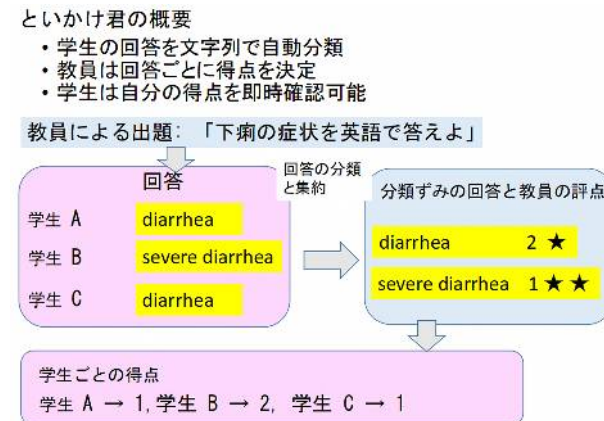 といかけ君の概要
• 学生の回答を文字列で自動分類
• 教員は回答ごとに得点を決定
• 学生は自分の得点を即時確認可能
教員による出題: 「下痢の症状を英語で答えよ」
回答
学生 A diarrhea
学生 B severe diarrhea
学生 C diarrhea
回答の分類
と集約
分類ずみの回答と教員の評点
diarrhea 2 ★
severe diarrhea 1 ★ ★
学生ごとの得点
学生 A → 1, 学生 B → 2, 学生 C → 1